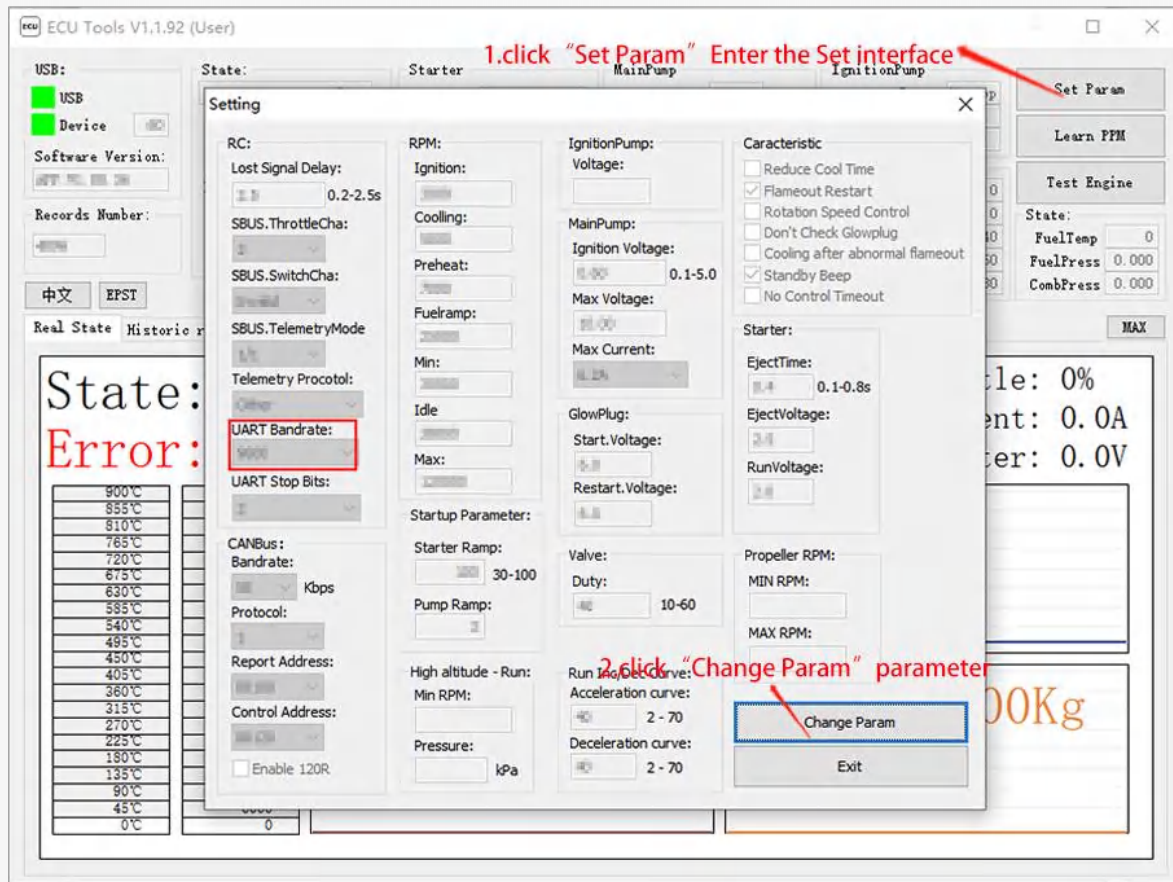 ECU Tools V1.1.92 (User)
1.click “Set Param” Enter the Set interface
USB:
State:
Starter
MainPump
IgnitionPump
USB
Device
Software Version:
Records Number:
中文
EPST
Real State
Historic r
Set Param
Learn PPM
Test Engine
State:
FuelTemp 0
FuelPress 0.000
CombPress 0.000
MAX
Setting
RC:
Lost Signal Delay:
0.2-2.5s
SBUS.ThrottleCha:
SBUS.SwitchCha:
SBUS.TelemetryMode
1/1
Telemetry Procotol:
Other
UART Bandrate:
9600
UART Stop Bits:
CANBus:
Bandrate:
Kbps
Protocol:
Report Address:
Control Address:
Enable 120R
RPM:
Ignition:
Cooling:
Preheat:
Fuelramp:
Min:
Idle
Max:
Startup Parameter:
Starter Ramp:
30-100
Pump Ramp:
High altitude - Run:
Min RPM:
Pressure:
kPa
IgnitionPump:
Voltage:
MainPump:
Ignition Voltage:
0.1-5.0
Max Voltage:
Max Current:
GlowPlug:
Start.Voltage:
Restart.Voltage:
Valve:
Duty:
10-60
Run Inc/Dec Curve:
Acceleration curve:
2 - 70
Deceleration curve:
2 - 70
Caracteristic
Reduce Cool Time
Flameout Restart
Rotation Speed Control
Don't Check Glowplug
Cooling after abnormal flameout
Standby Beep
No Control Timeout
Starter:
EjectTime:
0.1-0.8s
EjectVoltage:
RunVoltage:
Propeller RPM:
MIN RPM:
MAX RPM:
2.click “Change Param” parameter
Change Param
Exit
State:
Error:
tle: 0%
ent: 0.0A
ter: 0.0V
00Kg
900℃
855℃
810℃
765℃
720℃
675℃
630℃
585℃
540℃
495℃
450℃
405℃
360℃
315℃
270℃
225℃
180℃
135℃
90℃
45℃
0℃ 0